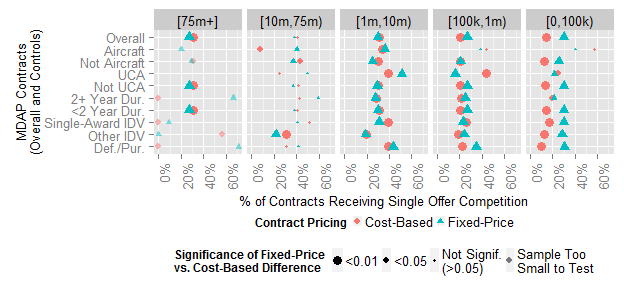 [75m+] [10m,75m) [1m,10m) [100k,1m) [0,100k)
MDAP Contracts
(Overall and Controls)
Overall
Aircraft
Not Aircraft
UCA
Not UCA
2+ Year Dur.
<2 Year Dur.
Single-Award IDV
Other IDV
Def./Pur.
0% 20% 40% 60% 0% 20% 40% 60% 0% 20% 40% 60% 0% 20% 40% 60% 0% 20% 40% 60%
% of Contracts Receiving Single Offer Competition
Contract Pricing Cost-Based Fixed-Price
Significance of Fixed-Price
vs. Cost-Based Difference
<0.01 <0.05
Not Signif.
(>0.05)
Sample Too
Small to Test